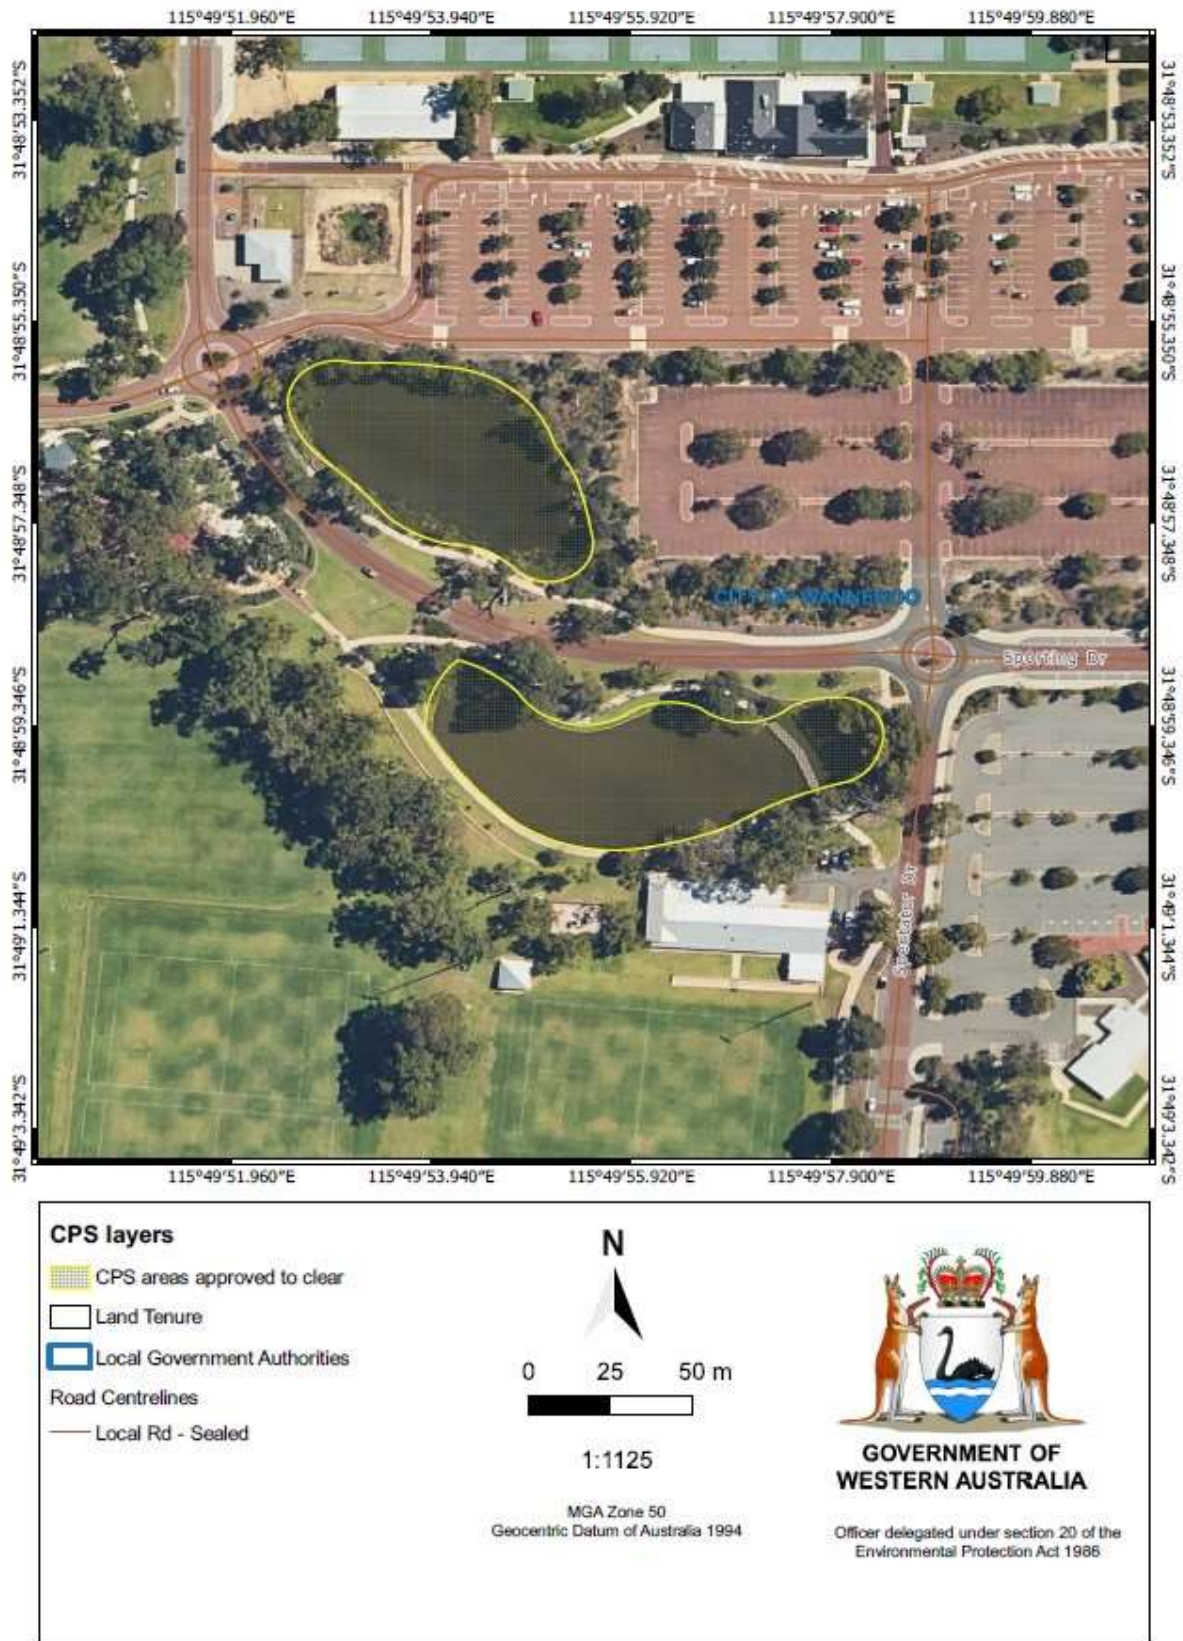 115°49'51.960"E 115°49'53.940"E 115°49'55.920"E 115°49'57.900"E 115°49'59.880"E
31°48'53.352"S
31°48'55.350"S
31°48'57.348"S
31°48'59.346"S
31°49'1.344"S
31°49'3.342"S
CITY OF WANNEROO
Sporting Dr
Spectator Dr
31°48'53.352"S
31°48'55.350"S
31°48'57.348"S
31°48'59.346"S
31°49'1.344"S
31°49'3.342"S
115°49'51.960"E 115°49'53.940"E 115°49'55.920"E 115°49'57.900"E 115°49'59.880"E
CPS layers
CPS areas approved to clear
Land Tenure
Local Government Authorities
Road Centrelines
Local Rd - Sealed
N
0 25 50 m
1:1125
MGA Zone 50
Geocentric Datum of Australia 1994
GOVERNMENT OF
WESTERN AUSTRALIA
Officer delegated under section 20 of the
Environmental Protection Act 1986